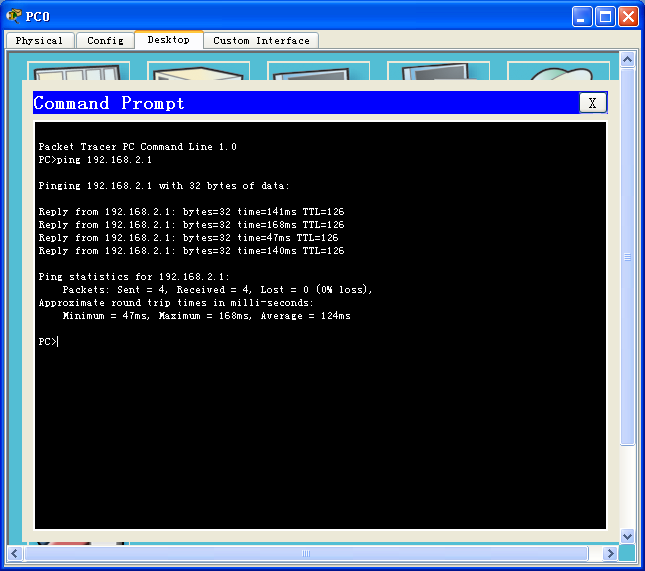 PC0
Physical Config Desktop Custom Interface
Command Prompt X
Packet Tracer PC Command Line 1.0
PC>ping 192.168.2.1
Pinging 192.168.2.1 with 32 bytes of data:
Reply from 192.168.2.1: bytes=32 time=141ms TTL=126
Reply from 192.168.2.1: bytes=32 time=168ms TTL=126
Reply from 192.168.2.1: bytes=32 time=47ms TTL=126
Reply from 192.168.2.1: bytes=32 time=140ms TTL=126
Ping statistics for 192.168.2.1:
Packets: Sent = 4, Received = 4, Lost = 0 (0% loss),
Approximate round trip times in milli-seconds:
Minimum = 47ms, Maximum = 168ms, Average = 124ms
PC>